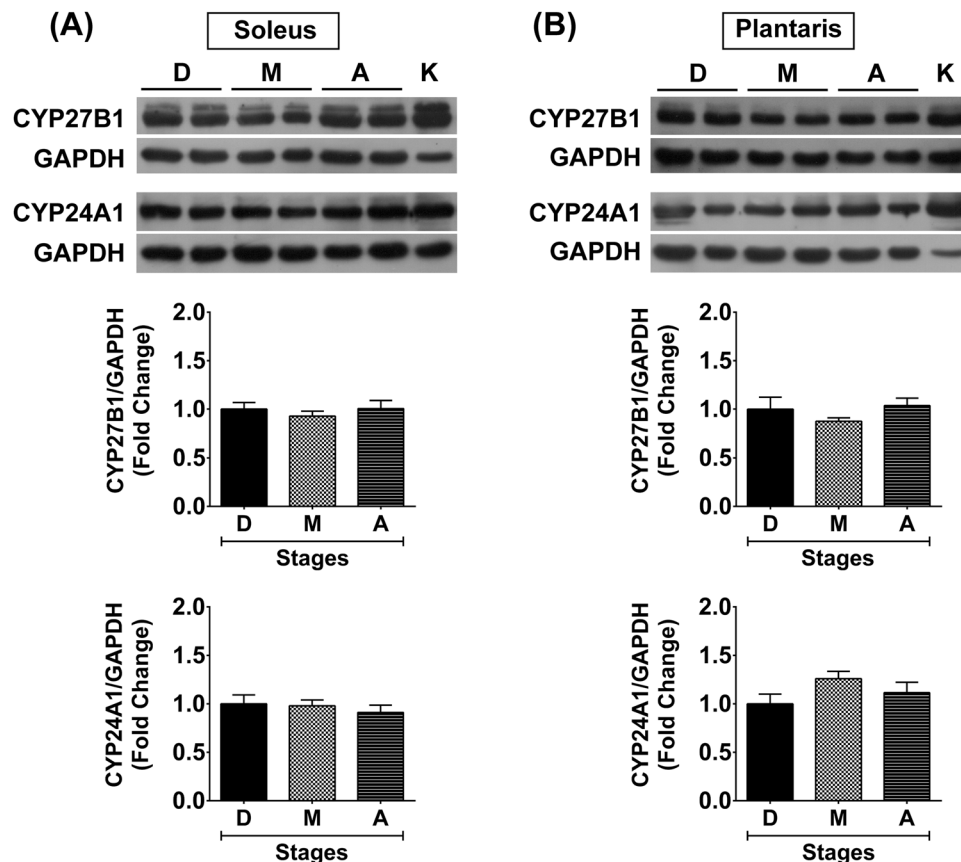 (A) Soleus
D M A K
CYP27B1
GAPDH
CYP24A1
GAPDH
CYP27B1/GAPDH
(Fold Change)
2.0
1.5
1.0
0.5
0.0
D M A
Stages
CYP24A1/GAPDH
(Fold Change)
2.0
1.5
1.0
0.5
0.0
D M A
Stages
(B) Plantaris
D M A K
CYP27B1
GAPDH
CYP24A1
GAPDH
CYP27B1/GAPDH
(Fold Change)
2.0
1.5
1.0
0.5
0.0
D M A
Stages
CYP24A1/GAPDH
(Fold Change)
2.0
1.5
1.0
0.5
0.0
D M A
Stages